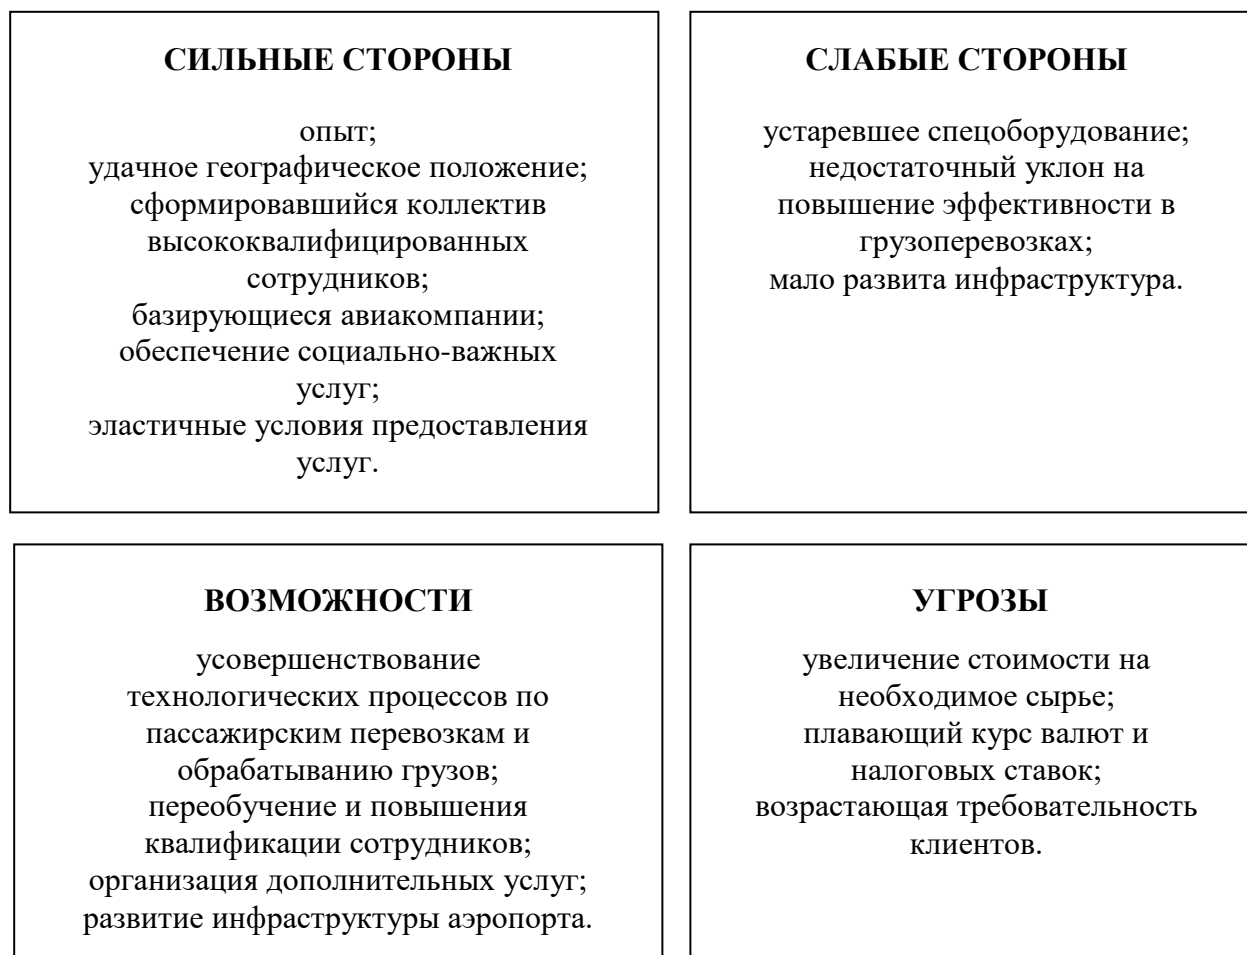 СИЛЬНЫЕ СТОРОНЫ
опыт;
удачное географическое положение;
сформировавшийся коллектив
высококвалифицированных
сотрудников;
базирующиеся авиакомпании;
обеспечение социально-важных
услуг;
эластичные условия предоставления
услуг.
СЛАБЫЕ СТОРОНЫ
устаревшее спецоборудование;
недостаточный уклон на
повышение эффективности в
грузоперевозках;
мало развита инфраструктура.
ВОЗМОЖНОСТИ
усовершенствование
технологических процессов по
пассажирским перевозкам и
обрабатыванию грузов;
переобучение и повышения
квалификации сотрудников;
организация дополнительных услуг;
развитие инфраструктуры аэропорта.
УГРОЗЫ
увеличение стоимости на
необходимое сырье;
плавающий курс валют и
налоговых ставок;
возрастающая требовательность
клиентов.